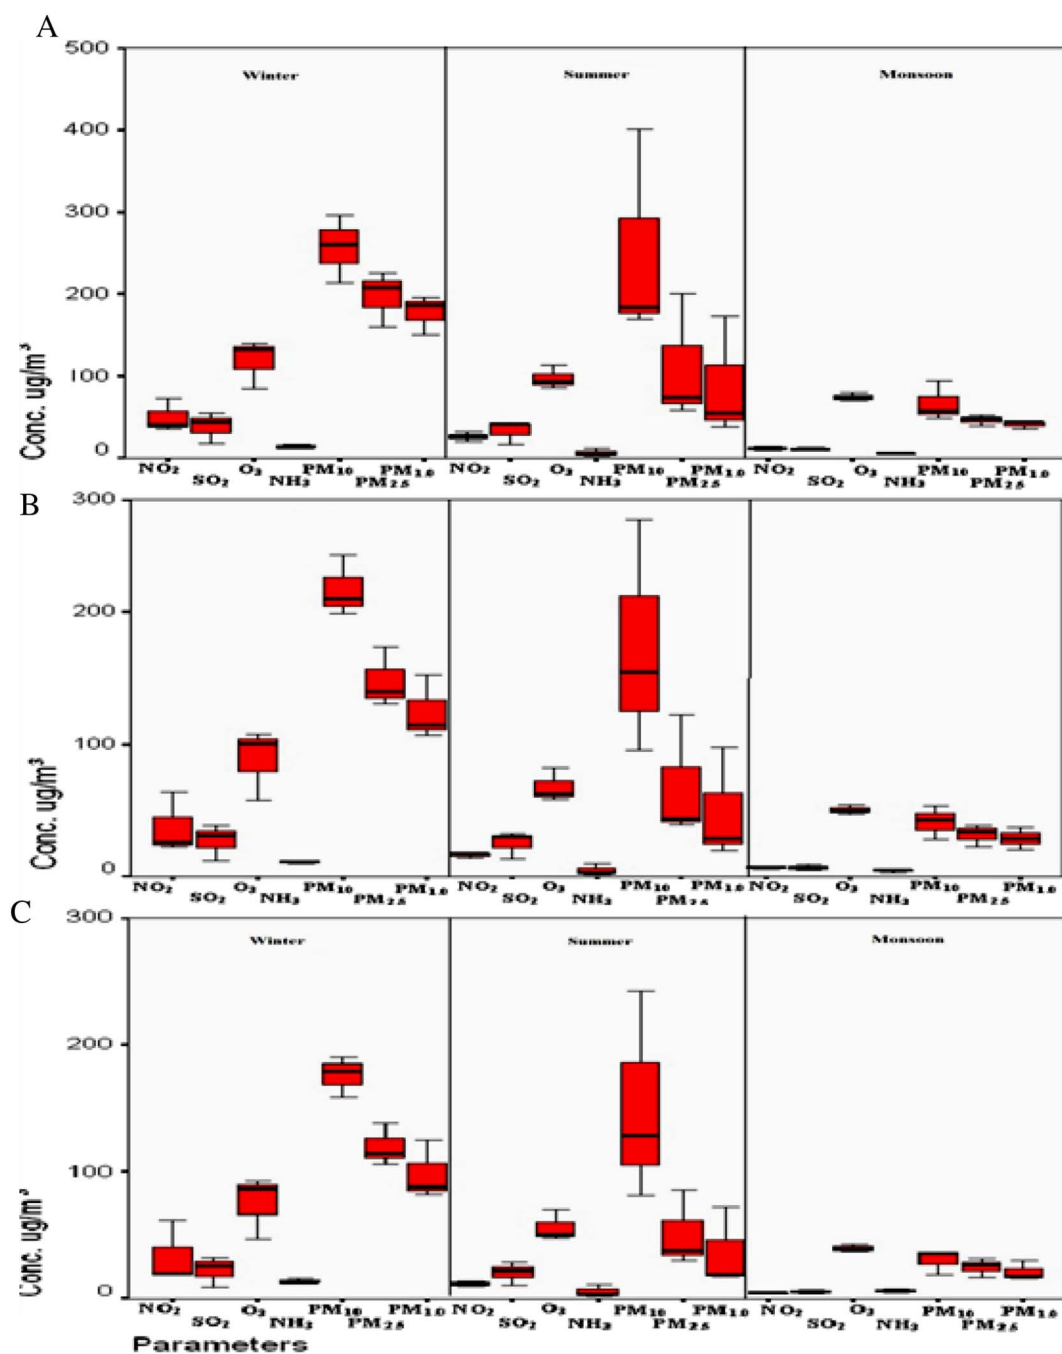 A
500
400
300
200
100
0
Conc. ug/m³
Winter Summer Monsoon
NO₂ SO₂ O₃ NH₃ PM₁₀ PM₂.₅ PM₁.₀ NO₂ SO₂ O₃ NH₃ PM₁₀ PM₂.₅ PM₁.₀ NO₂ SO₂ O₃ NH₃ PM₁₀ PM₂.₅ PM₁.₀
B
300
200
100
0
Conc. ug/m³
NO₂ SO₂ O₃ NH₃ PM₁₀ PM₂.₅ PM₁.₀ NO₂ SO₂ O₃ NH₃ PM₁₀ PM₂.₅ PM₁.₀ NO₂ SO₂ O₃ NH₃ PM₁₀ PM₂.₅ PM₁.₀
C
300
200
100
0
Conc. ug/m³
Winter Summer Monsoon
NO₂ SO₂ O₃ NH₃ PM₁₀ PM₂.₅ PM₁.₀ NO₂ SO₂ O₃ NH₃ PM₁₀ PM₂.₅ PM₁.₀ NO₂ SO₂ O₃ NH₃ PM₁₀ PM₂.₅ PM₁.₀
Parameters